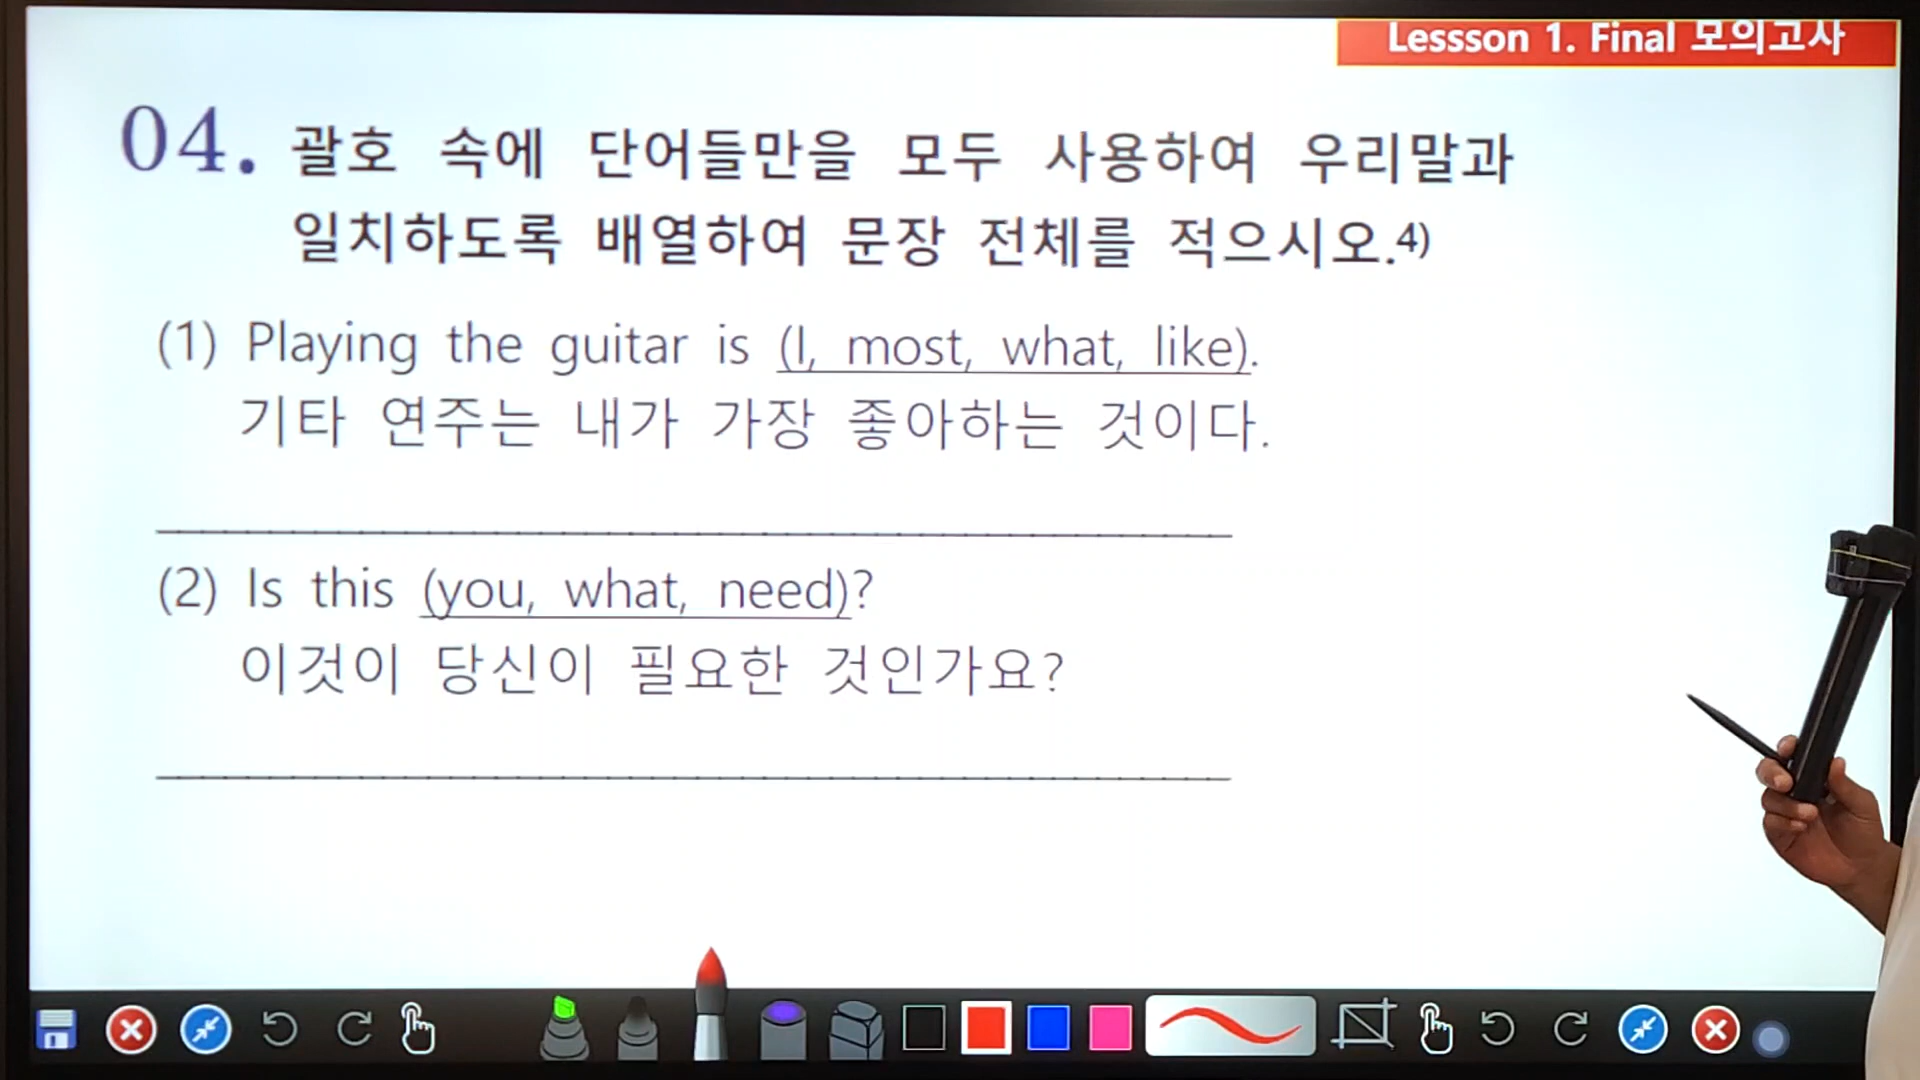 Lessson 1. Final 모의고사
04. 괄호 속에 단어들만을 모두 사용하여 우리말과
일치하도록 배열하여 문장 전체를 적으시오.4)
(1) Playing the guitar is (I, most, what, like).
기타 연주는 내가 가장 좋아하는 것이다.
(2) Is this (you, what, need)?
이것이 당신이 필요한 것인가요?